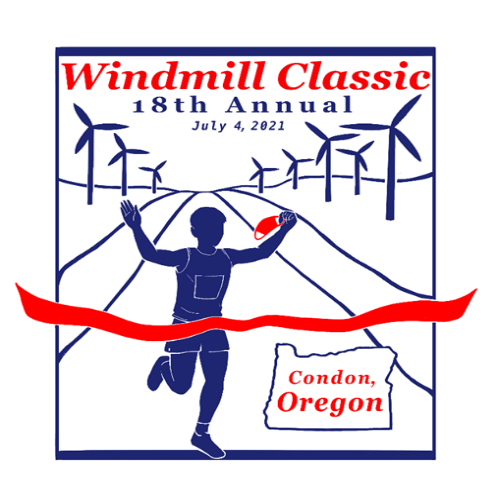 Windmill Classic
18th Annual
July 4, 2021
Condon,
Oregon